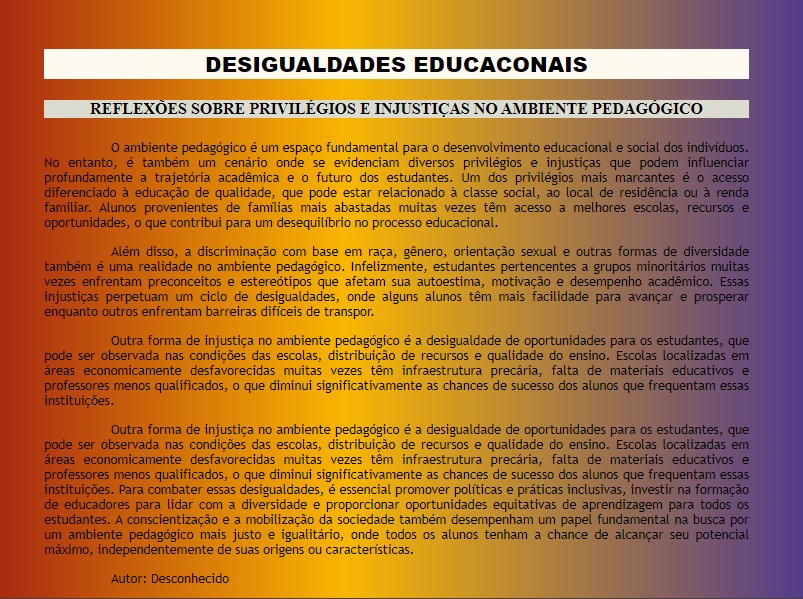 DESIGUALDADES EDUCACONAIS
REFLEXÕES SOBRE PRIVILÉGIOS E INJUSTIÇAS NO AMBIENTE PEDAGÓGICO
O ambiente pedagógico é um espaço fundamental para o desenvolvimento educacional e social dos indivíduos.
No entanto, é também um cenário onde se evidenciam diversos privilégios e injustiças que podem influenciar
profundamente a trajetória acadêmica e o futuro dos estudantes. Um dos privilégios mais marcantes é o acesso
diferenciado à educação de qualidade, que pode estar relacionado à classe social, ao local de residência ou à renda
familiar. Alunos provenientes de famílias mais abastadas muitas vezes têm acesso a melhores escolas, recursos e
oportunidades, o que contribui para um desequilíbrio no processo educacional.
Além disso, a discriminação com base em raça, gênero, orientação sexual e outras formas de diversidade
também é uma realidade no ambiente pedagógico. Infelizmente, estudantes pertencentes a grupos minoritários muitas
vezes enfrentam preconceitos e estereótipos que afetam sua autoestima, motivação e desempenho acadêmico. Essas
injustiças perpetuam um ciclo de desigualdades, onde alguns alunos têm mais facilidade para avançar e prosperar
enquanto outros enfrentam barreiras difíceis de transpor.
Outra forma de injustiça no ambiente pedagógico é a desigualdade de oportunidades para os estudantes, que
pode ser observada nas condições das escolas, distribuição de recursos e qualidade do ensino. Escolas localizadas em
áreas economicamente desfavorecidas muitas vezes têm infraestrutura precária, falta de materiais educativos e
professores menos qualificados, o que diminui significativamente as chances de sucesso dos alunos que frequentam essas
instituições.
Outra forma de injustiça no ambiente pedagógico é a desigualdade de oportunidades para os estudantes, que
pode ser observada nas condições das escolas, distribuição de recursos e qualidade do ensino. Escolas localizadas em
áreas economicamente desfavorecidas muitas vezes têm infraestrutura precária, falta de materiais educativos e
professores menos qualificados, o que diminui significativamente as chances de sucesso dos alunos que frequentam essas
instituições. Para combater essas desigualdades, é essencial promover políticas e práticas inclusivas, investir na formação
de educadores para lidar com a diversidade e proporcionar oportunidades equitativas de aprendizagem para todos os
estudantes. A conscientização e a mobilização da sociedade também desempenham um papel fundamental na busca por
um ambiente pedagógico mais justo e igualitário, onde todos os alunos tenham a chance de alcançar seu potencial
máximo, independentemente de suas origens ou características.
Autor: Desconhecido